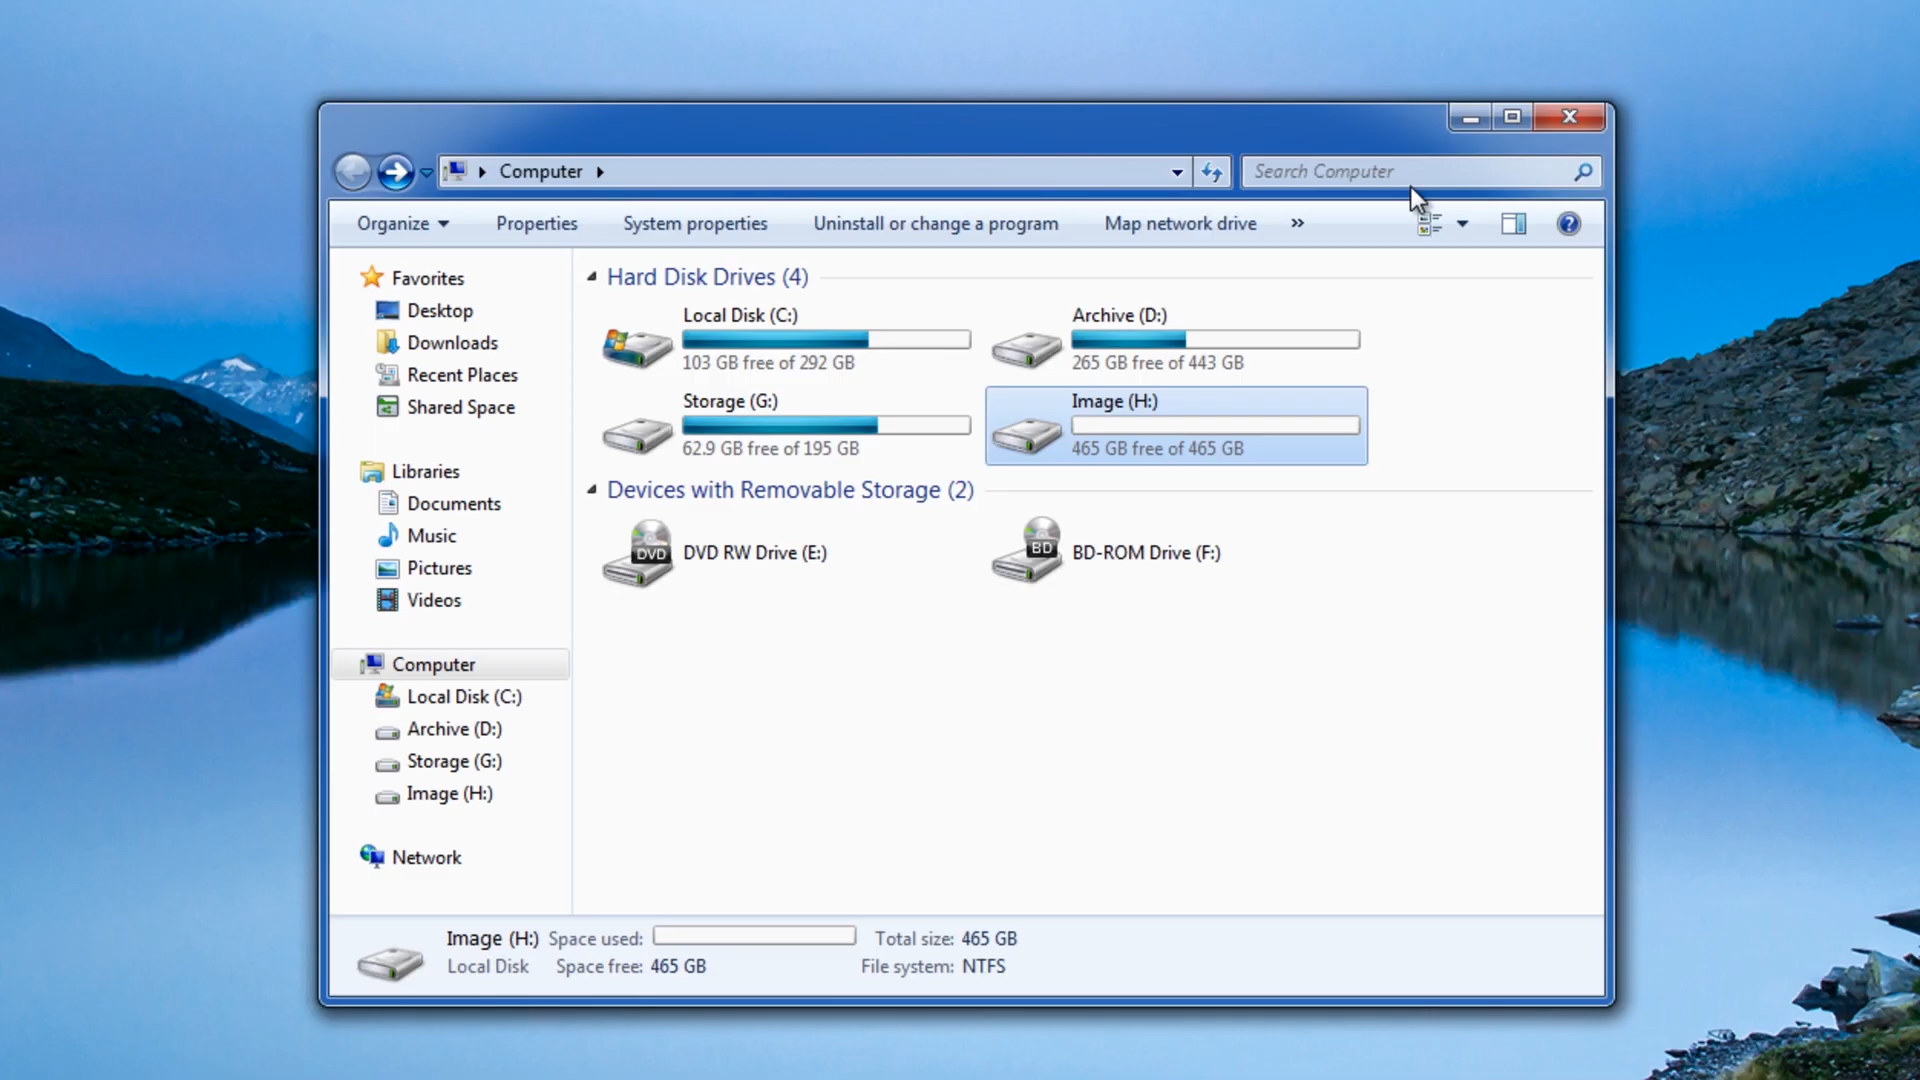 Computer
Search Computer
Organize
Properties
System properties
Uninstall or change a program
Map network drive
»
Favorites
Desktop
Downloads
Recent Places
Shared Space
Libraries
Documents
Music
Pictures
Videos
Computer
Local Disk (C:)
Archive (D:)
Storage (G:)
Image (H:)
Network
Hard Disk Drives (4)
Local Disk (C:)
103 GB free of 292 GB
Archive (D:)
265 GB free of 443 GB
Storage (G:)
62.9 GB free of 195 GB
Image (H:)
465 GB free of 465 GB
Devices with Removable Storage (2)
DVD
DVD RW Drive (E:)
BD
BD-ROM Drive (F:)
Image (H:) Space used: Total size: 465 GB
Local Disk Space free: 465 GB File system: NTFS